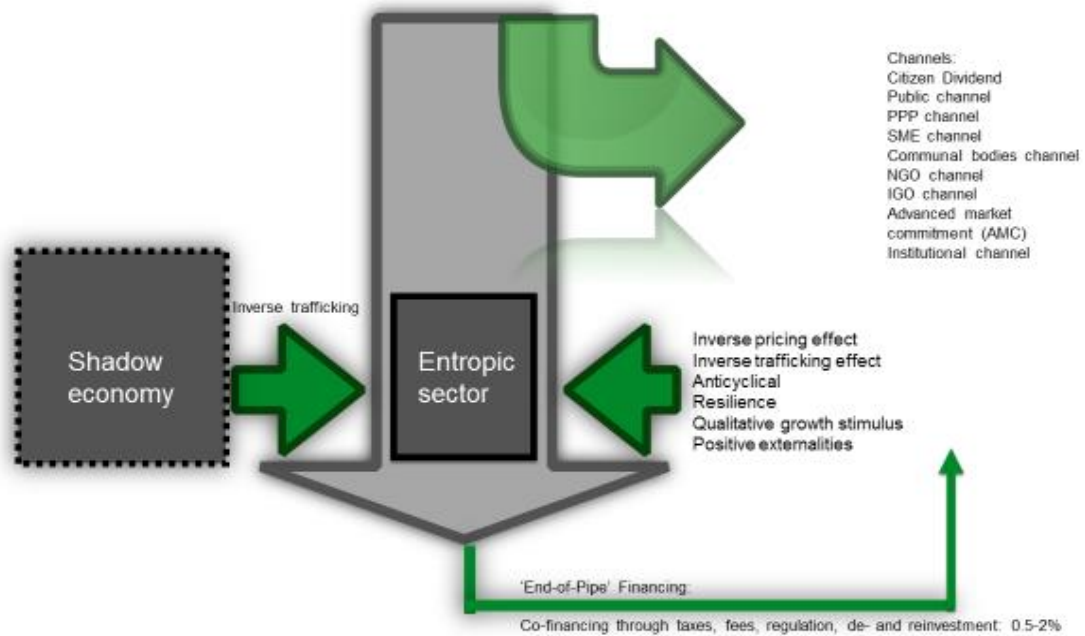 Channels:
Citizen Dividend
Public channel
PPP channel
SME channel
Communal bodies channel
NGO channel
IGO channel
Advanced market
commitment (AMC)
Institutional channel
Inverse trafficking
Shadow
economy
Entropic
sector
Inverse pricing effect
Inverse trafficking effect
Anticyclical
Resilience
Qualitative growth stimulus
Positive externalities
'End-of-Pipe' Financing:
Co-financing through taxes, fees, regulation, de- and reinvestment: 0.5-2%